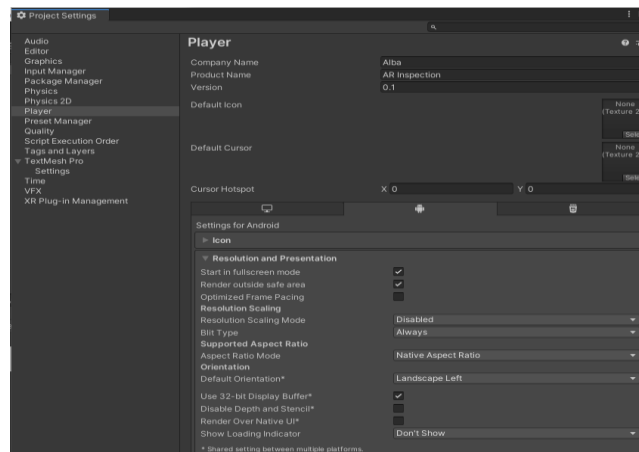 Project Settings
Audio
Editor
Graphics
Input Manager
Package Manager
Physics
Physics 2D
Player
Preset Manager
Quality
Script Execution Order
Tags and Layers
TextMesh Pro
Settings
Time
VFX
XR Plug-in Management
Player
Company Name Alba
Product Name AR Inspection
Version 0.1
Default Icon
None
(Texture 2
Sele
Default Cursor
None
(Texture 2
Sele
Cursor Hotspot X 0 Y 0
Settings for Android
Icon
Resolution and Presentation
Start in fullscreen mode
Render outside safe area
Optimized Frame Pacing
Resolution Scaling
Resolution Scaling Mode Disabled
Blit Type Always
Supported Aspect Ratio
Aspect Ratio Mode Native Aspect Ratio
Orientation
Default Orientation* Landscape Left
Use 32-bit Display Buffer*
Disable Depth and Stencil*
Render Over Native UI*
Show Loading Indicator Don't Show
* Shared setting between multiple platforms.